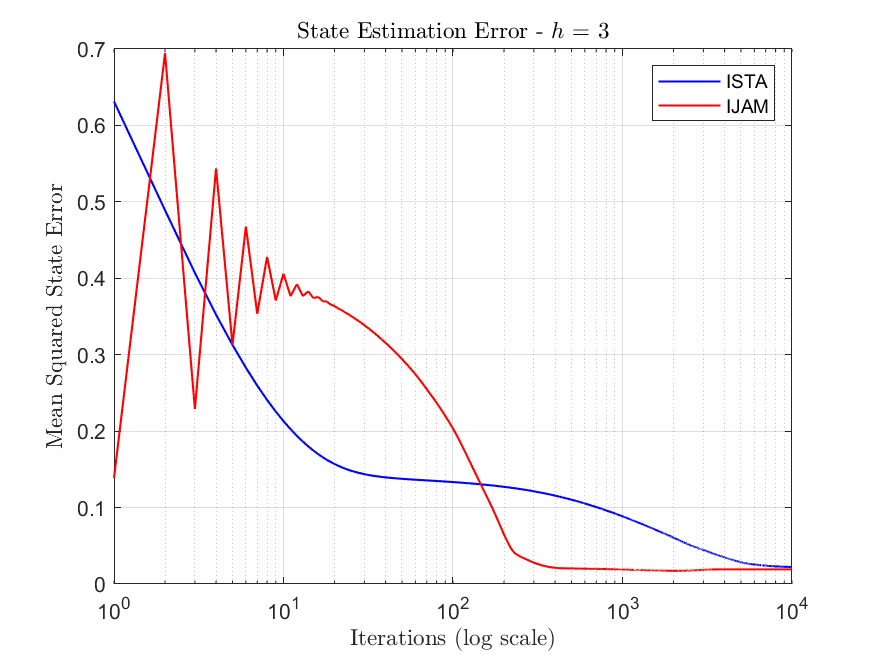 State Estimation Error - h = 3
0.7
0.6
0.5
0.4
0.3
0.2
0.1
0
Mean Squared State Error
ISTA
IJAM
10^0 10^1 10^2 10^3 10^4
Iterations (log scale)